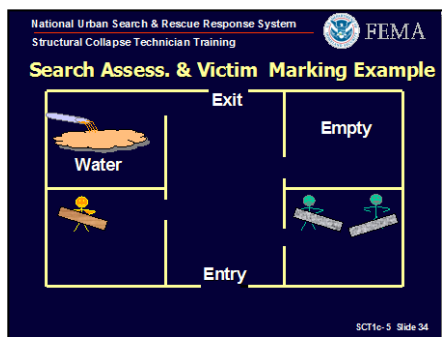 National Urban Search & Rescue Response System
Structural Collapse Technician Training
FEMA
Search Assess. & Victim Marking Example
Exit
Empty
Water
Entry
SCT1c- 5 Slide 34